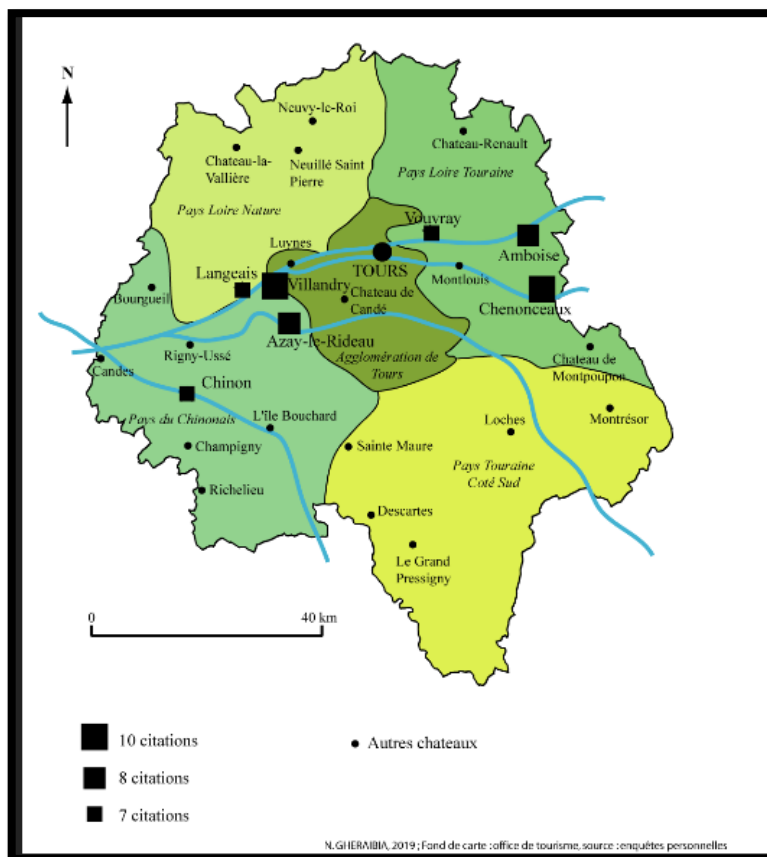 N
Neuvy-le-Roi
Chateau-Renault
Chateau-la-
Vallière
Neuillé Saint
Pierre
Pays Loire Touraine
Pays Loire Nature
Vouvray
Luynes
Amboise
TOURS
Langeais
Villandry
Montlouis
Bourgueil
Chateau de
Candé
Chenonceaux
Azay-le-Rideau
Rigny-Ussé
Agglomération de
Tours
Candes
Chateau de
Montpoupon
Chinon
Pays du Chinonais
L'île Bouchard
Loches
Montrésor
Champigny
Sainte Maure
Pays Touraine
Coté Sud
Richelieu
Descartes
Le Grand
Pressigny
0
40 km
10 citations
Autres chateaux
8 citations
7 citations
N.GHERAIBIA, 2019 ; Fond de carte :office de tourisme, source :enquêtes personnelles